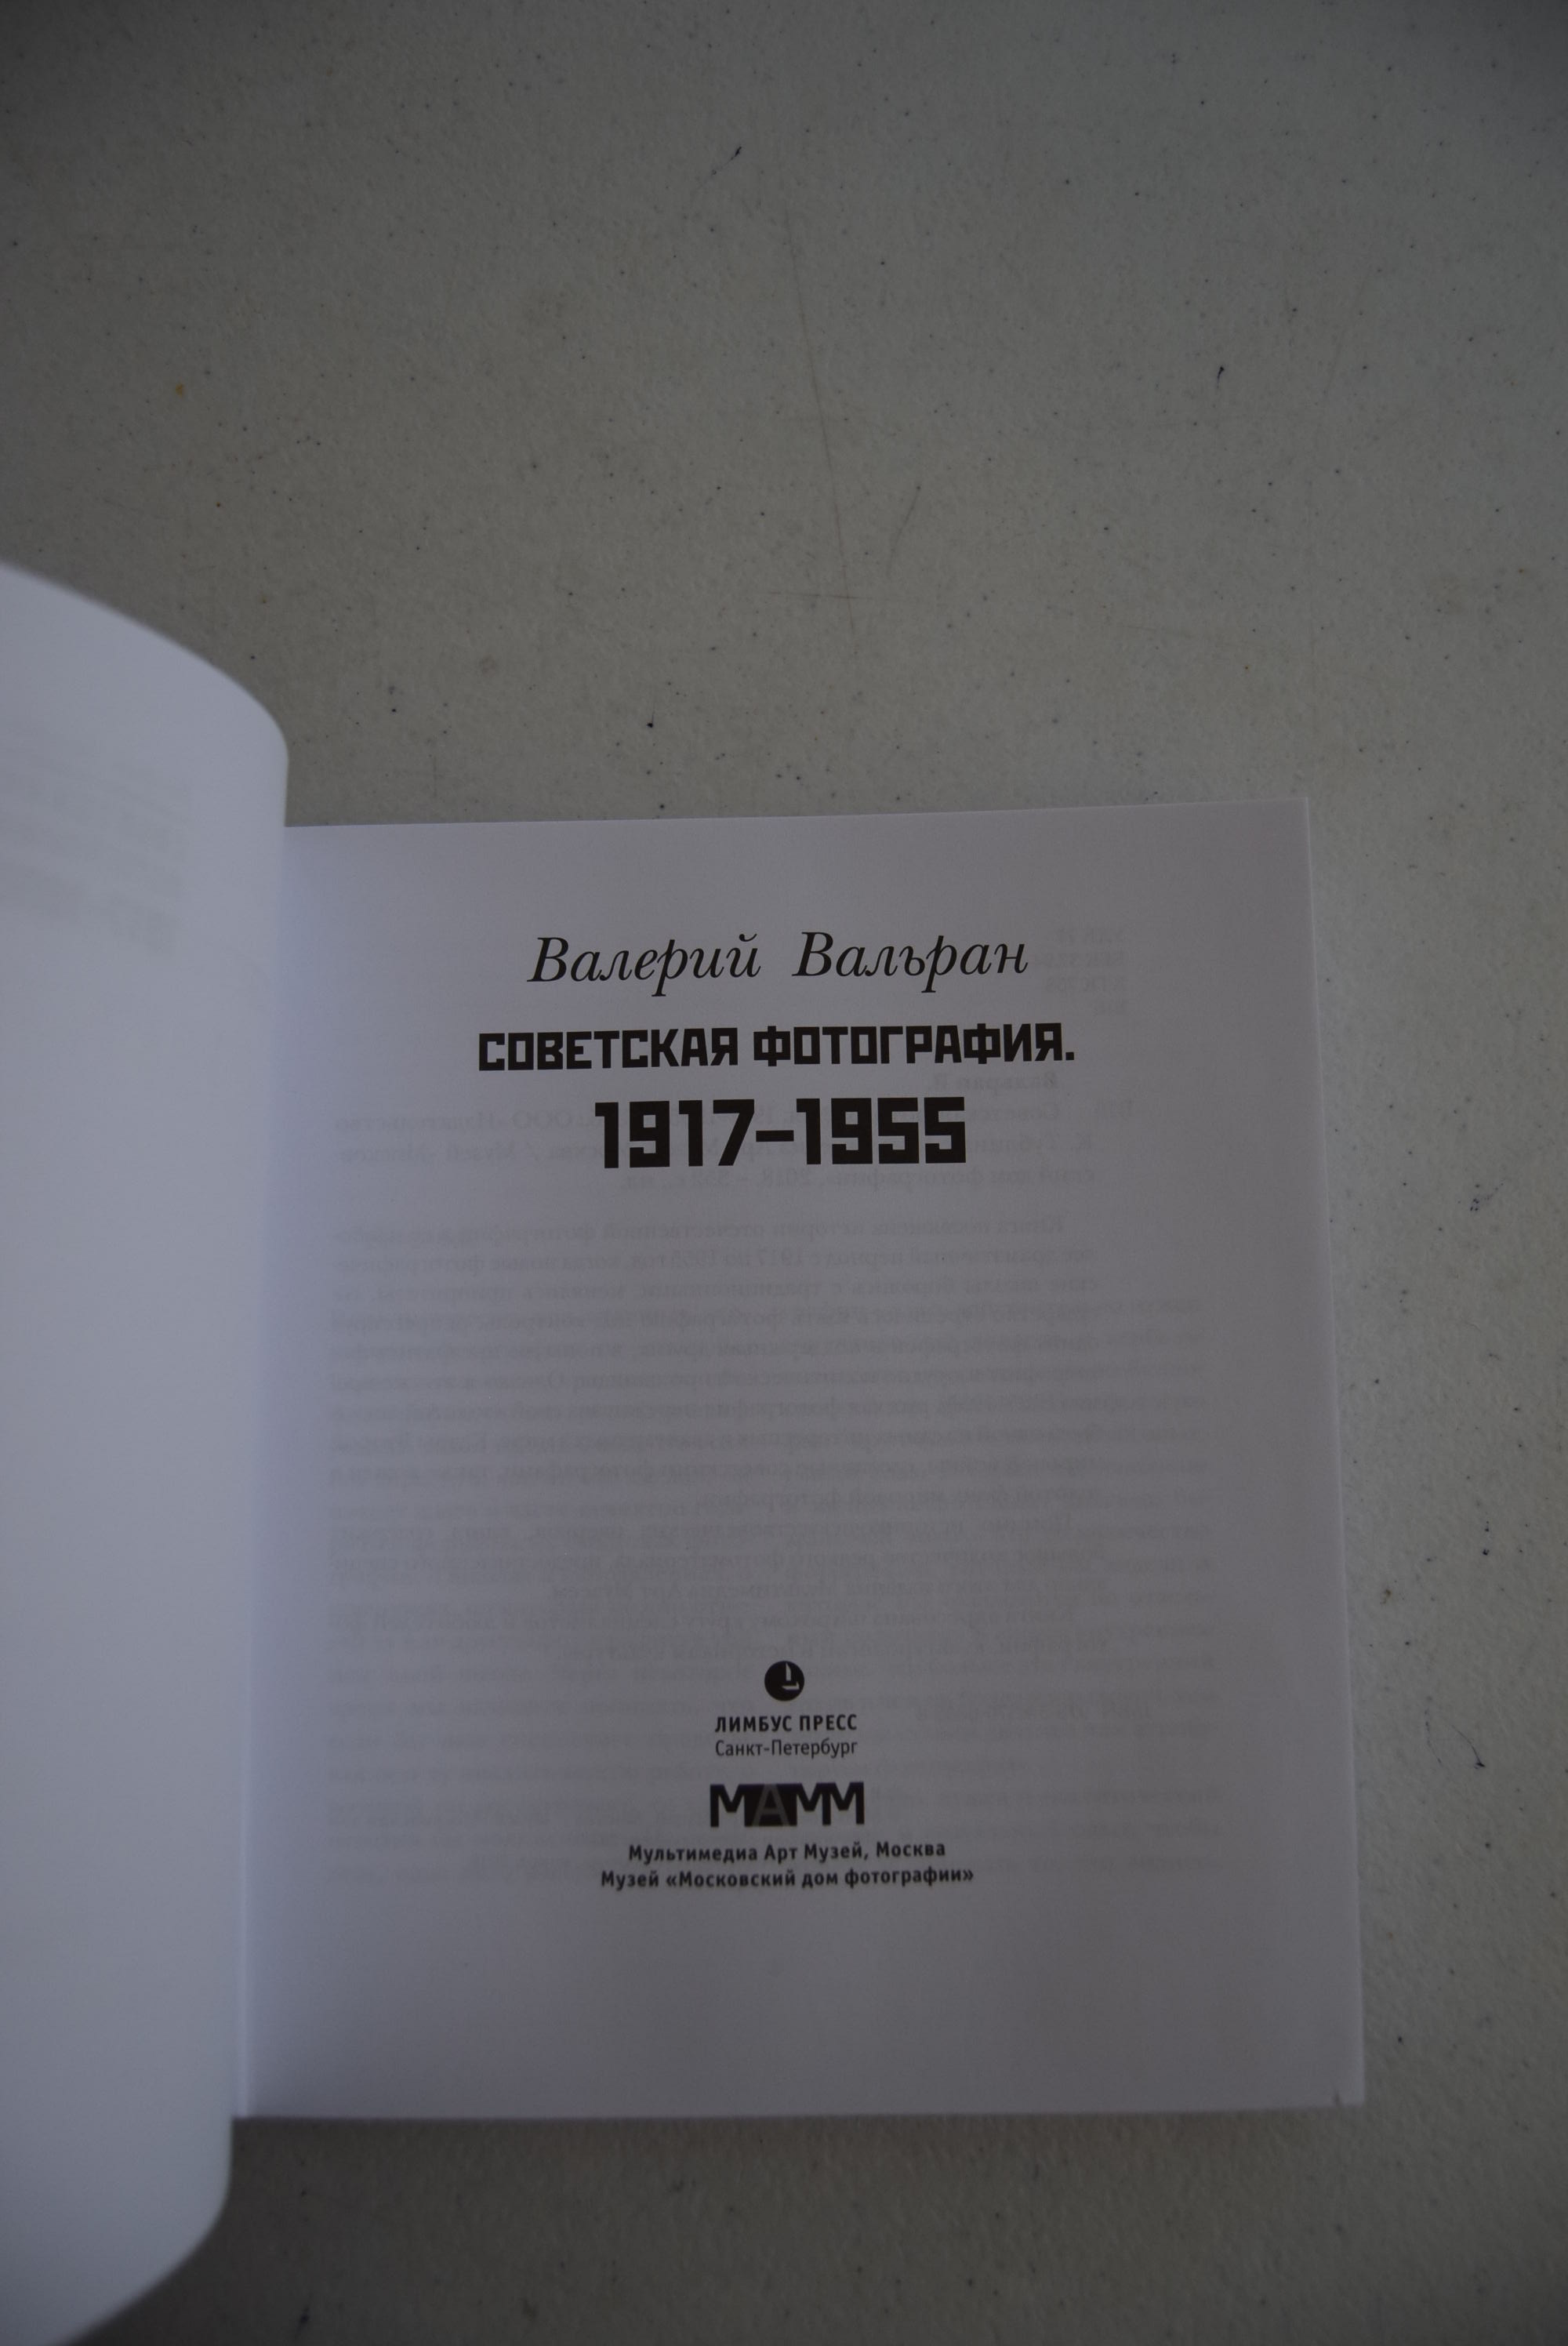 Валерий Вальран
СОВЕТСКАЯ ФОТОГРАФИЯ.
1917–1955
ЛИМБУС ПРЕСС
Санкт-Петербург
МАММ
Мультимедиа Арт Музей, Москва
Музей «Московский дом фотографии»